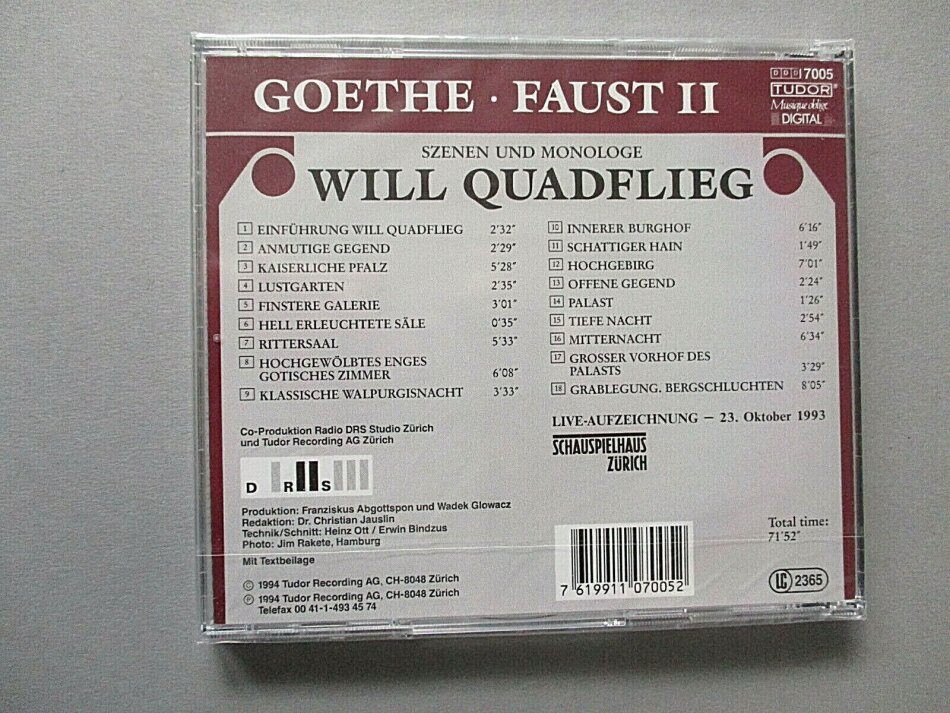 GOETHE · FAUST II
DDD 7005
TUDOR
Musique oblige
DIGITAL
SZENEN UND MONOLOGE
WILL QUADFLIEG
1 EINFÜHRUNG WILL QUADFLIEG 2'32"
2 ANMUTIGE GEGEND 2'29"
3 KAISERLICHE PFALZ 5'28"
4 LUSTGARTEN 2'35"
5 FINSTERE GALERIE 3'01"
6 HELL ERLEUCHTETE SÄLE 0'35"
7 RITTERSAAL 5'33"
8 HOCHGEWÖLBTES ENGES
GOTISCHES ZIMMER 6'08"
9 KLASSISCHE WALPURGISNACHT 3'33"
10 INNERER BURGHOF 6'16"
11 SCHATTIGER HAIN 1'49"
12 HOCHGEBIRG 7'01"
13 OFFENE GEGEND 2'24"
14 PALAST 1'26"
15 TIEFE NACHT 2'54"
16 MITTERNACHT 6'34"
17 GROSSER VORHOF DES
PALASTS 3'29"
18 GRABLEGUNG. BERGSCHLUCHTEN 8'05"
LIVE-AUFZEICHNUNG – 23. Oktober 1993
SCHAUSPIELHAUS
ZÜRICH
Co-Produktion Radio DRS Studio Zürich
und Tudor Recording AG Zürich
D R S
Produktion: Franziskus Abgottspon und Wadek Glowacz
Redaktion: Dr. Christian Jauslin
Technik/Schnitt: Heinz Ott / Erwin Bindzus
Photo: Jim Rakete, Hamburg
Mit Textbeilage
© 1994 Tudor Recording AG, CH-8048 Zürich
℗ 1994 Tudor Recording AG, CH-8048 Zürich
Telefax 00 41-1-493 45 74
7 619911 070052
Total time:
71'52"
LC 2365